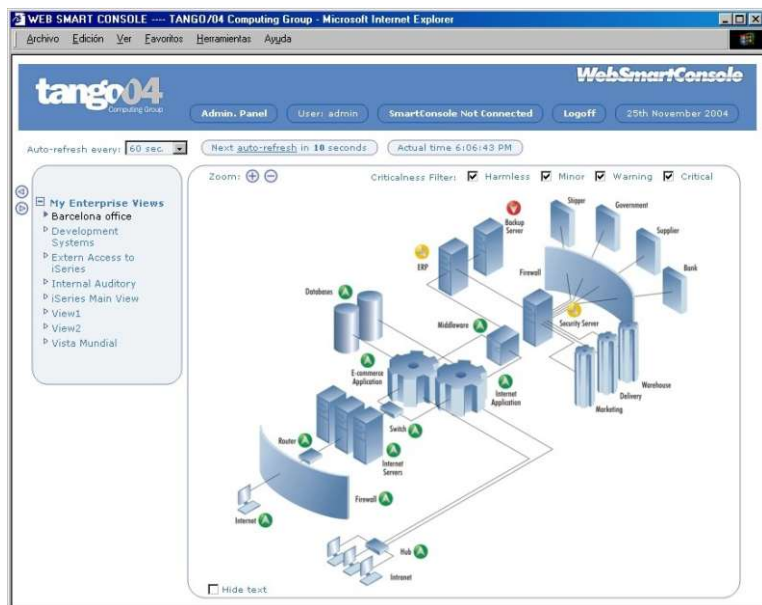 WEB SMART CONSOLE ---- TANGO/04 Computing Group - Microsoft Internet Explorer
Archivo Edición Ver Favoritos Herramientas Ayuda
WebSmartConsole
tango04
Computing Group
Admin. Panel User: admin SmartConsole Not Connected Logoff 25th November 2004
Auto-refresh every: 60 sec. Next auto-refresh in 18 seconds Actual time 6:06:43 PM
Zoom: Criticalness Filter: Harmless Minor Warning Critical
My Enterprise Views
Barcelona office
Development
Systems
Extern Access to
iSeries
Internal Auditory
iSeries Main View
View1
View2
Vista Mundial
Shipper
Government
Supplier
Bank
Backup
Server
ERP
Firewall
Security Server
Databases
Middleware
E-commerce
Application
Internet
Application
Warehouse
Delivery
Marketing
Switch
Router
Internet
Servers
Firewall
Internet
Hub
Intranet
Hide text